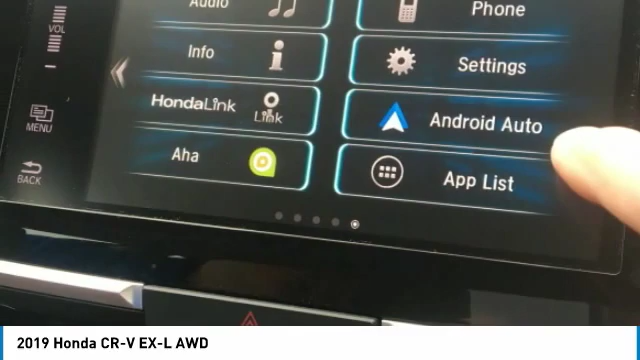 VOL
Audio
Phone
Info
Settings
MENU
HondaLink
Link
Android Auto
BACK
Aha
App List
2019 Honda CR-V EX-L AWD